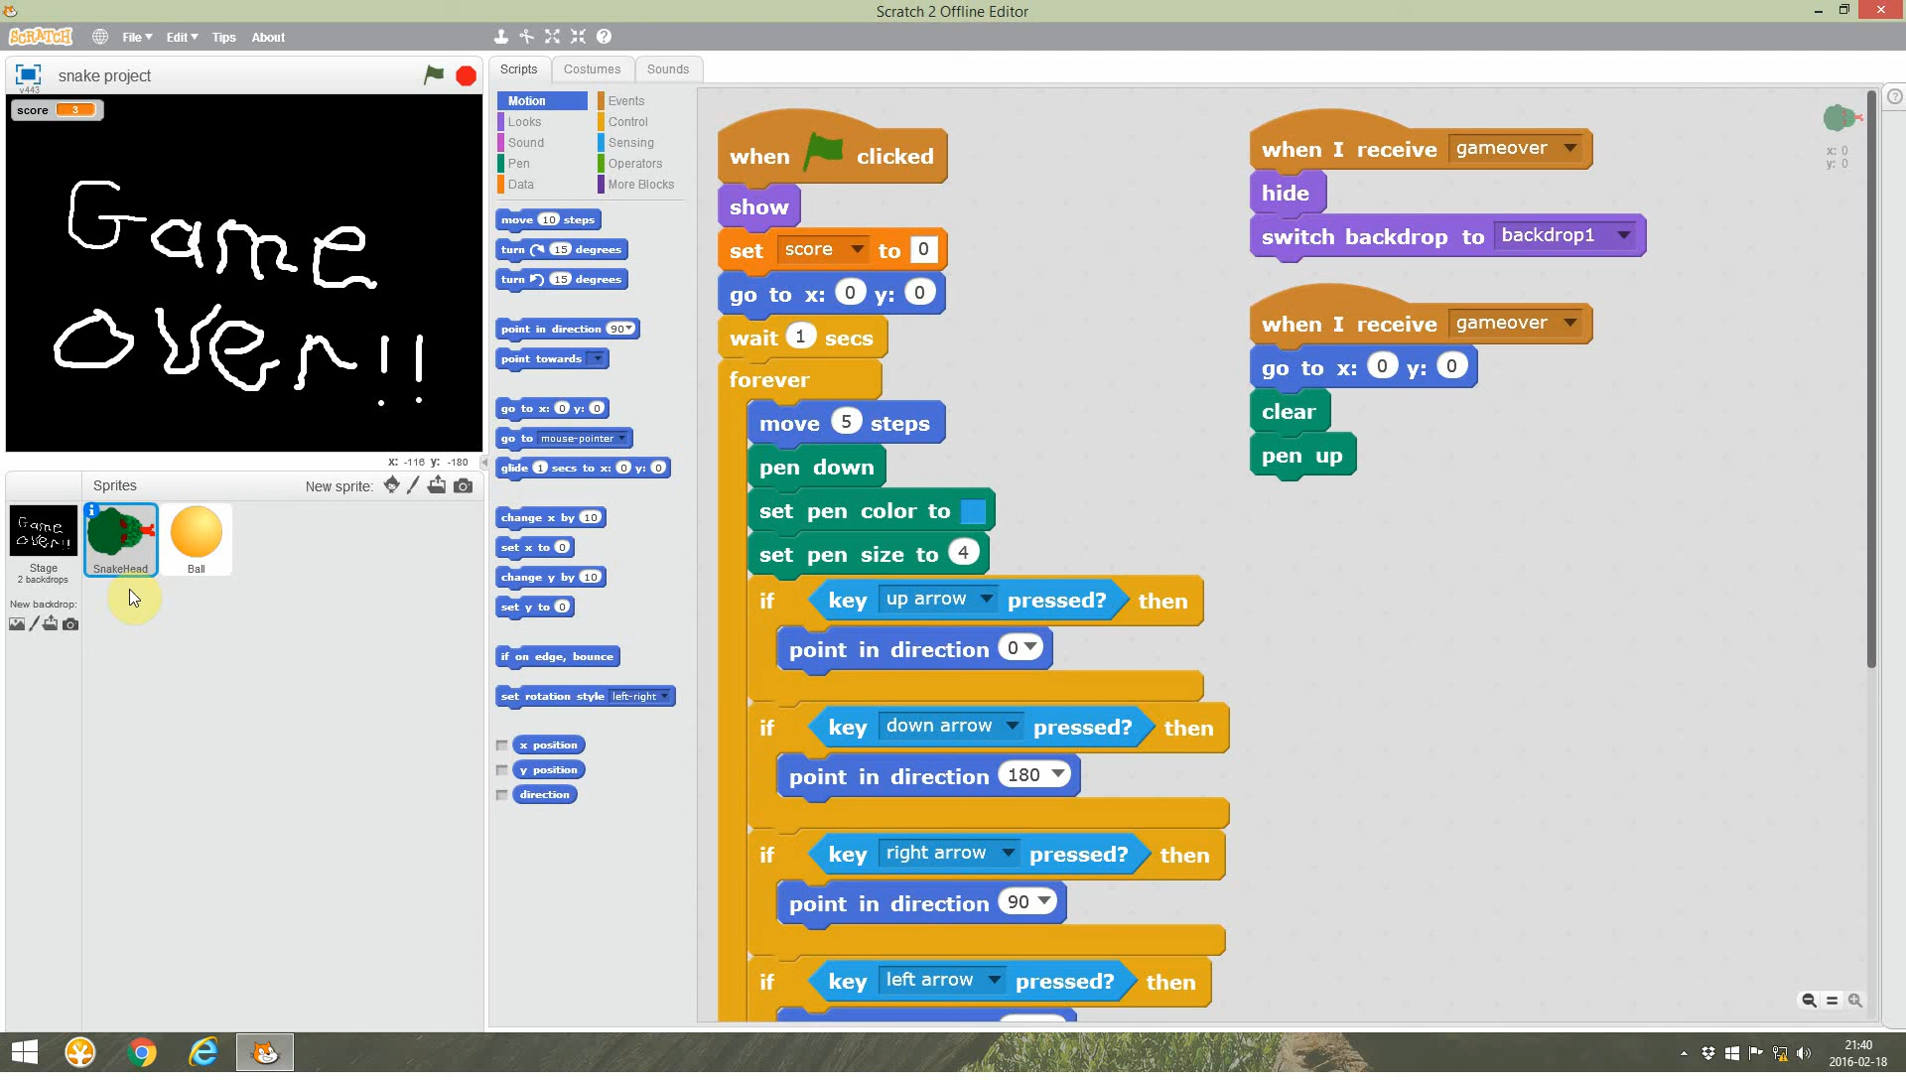 Scratch 2 Offline Editor
SCRATCH File Edit Tips About
snake project
v443
Scripts Costumes Sounds
score 3
Game
over!!
x: -116 y: -180
Sprites New sprite:
Game
over!!
Stage
2 backdrops
SnakeHead
Ball
New backdrop:
Motion Events
Looks Control
Sound Sensing
Pen Operators
Data More Blocks
move 10 steps
turn 15 degrees
turn 15 degrees
point in direction 90
point towards
go to x: 0 y: 0
go to mouse-pointer
glide 1 secs to x: 0 y: 0
change x by 10
set x to 0
change y by 10
set y to 0
if on edge, bounce
set rotation style left-right
x position
y position
direction
when clicked
show
set score to 0
go to x: 0 y: 0
wait 1 secs
forever
move 5 steps
pen down
set pen color to
set pen size to 4
if key up arrow pressed? then
point in direction 0
if key down arrow pressed? then
point in direction 180
if key right arrow pressed? then
point in direction 90
if key left arrow pressed? then
when I receive gameover
hide
switch backdrop to backdrop1
when I receive gameover
go to x: 0 y: 0
clear
pen up
x: 0
y: 0
21:40
2016-02-18